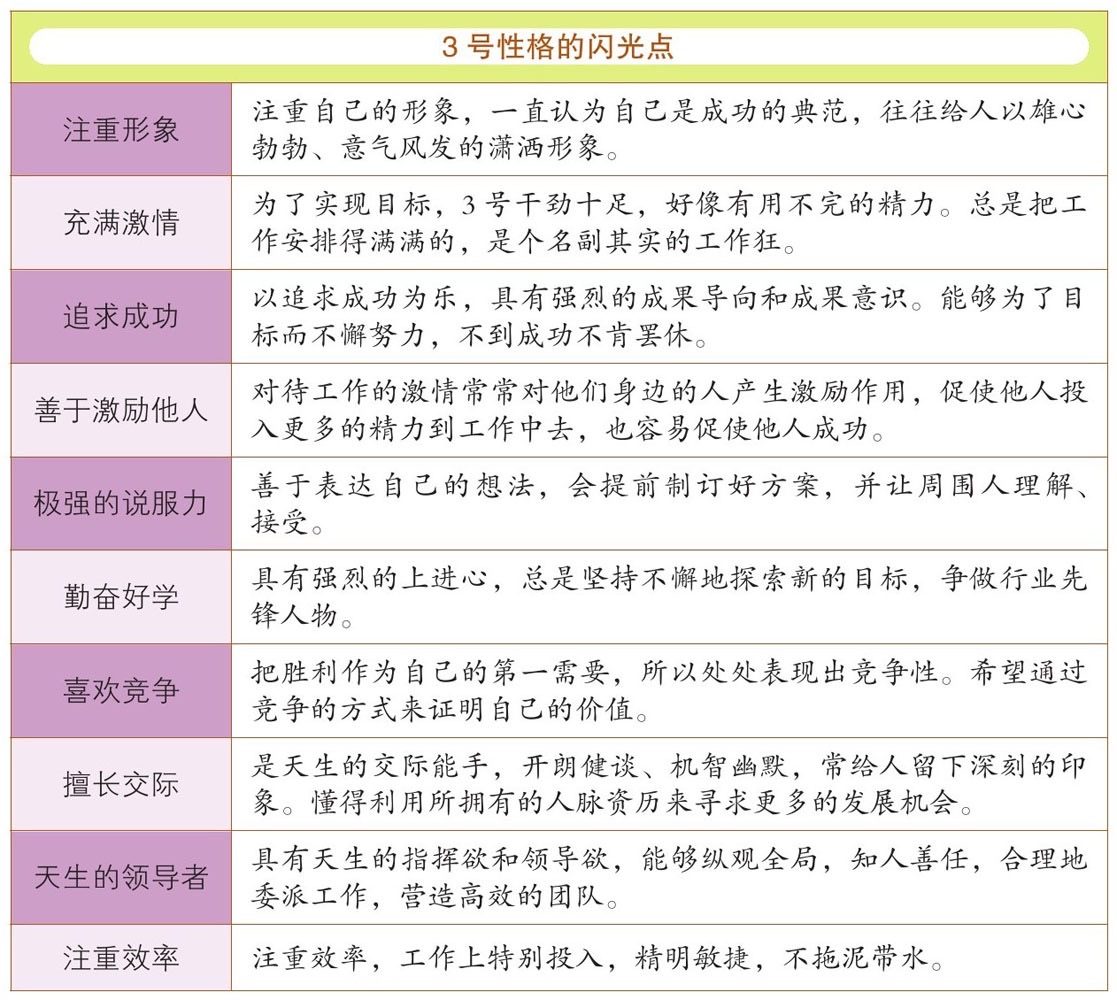 3 号性格的闪光点
注重形象
注重自己的形象，一直认为自己是成功的典范，往往给人以雄心
勃勃、意气风发的潇洒形象。
充满激情
为了实现目标，3 号干劲十足，好像有用不完的精力。总是把工
作安排得满满的，是个名副其实的工作狂。
追求成功
以追求成功为乐，具有强烈的成果导向和成果意识。能够为了目
标而不懈努力，不到成功不肯罢休。
善于激励他人
对待工作的激情常常对他们身边的人产生激励作用，促使他人投
入更多的精力到工作中去，也容易促使他人成功。
极强的说服力
善于表达自己的想法，会提前制订好方案，并让周围人理解、
接受。
勤奋好学
具有强烈的上进心，总是坚持不懈地探索新的目标，争做行业先
锋人物。
喜欢竞争
把胜利作为自己的第一需要，所以处处表现出竞争性。希望通过
竞争的方式来证明自己的价值。
擅长交际
是天生的交际能手，开朗健谈、机智幽默，常给人留下深刻的印
象。懂得利用所拥有的人脉资历来寻求更多的发展机会。
天生的领导者
具有天生的指挥欲和领导欲，能够纵观全局，知人善任，合理地
委派工作，营造高效的团队。
注重效率
注重效率，工作上特别投入，精明敏捷，不拖泥带水。